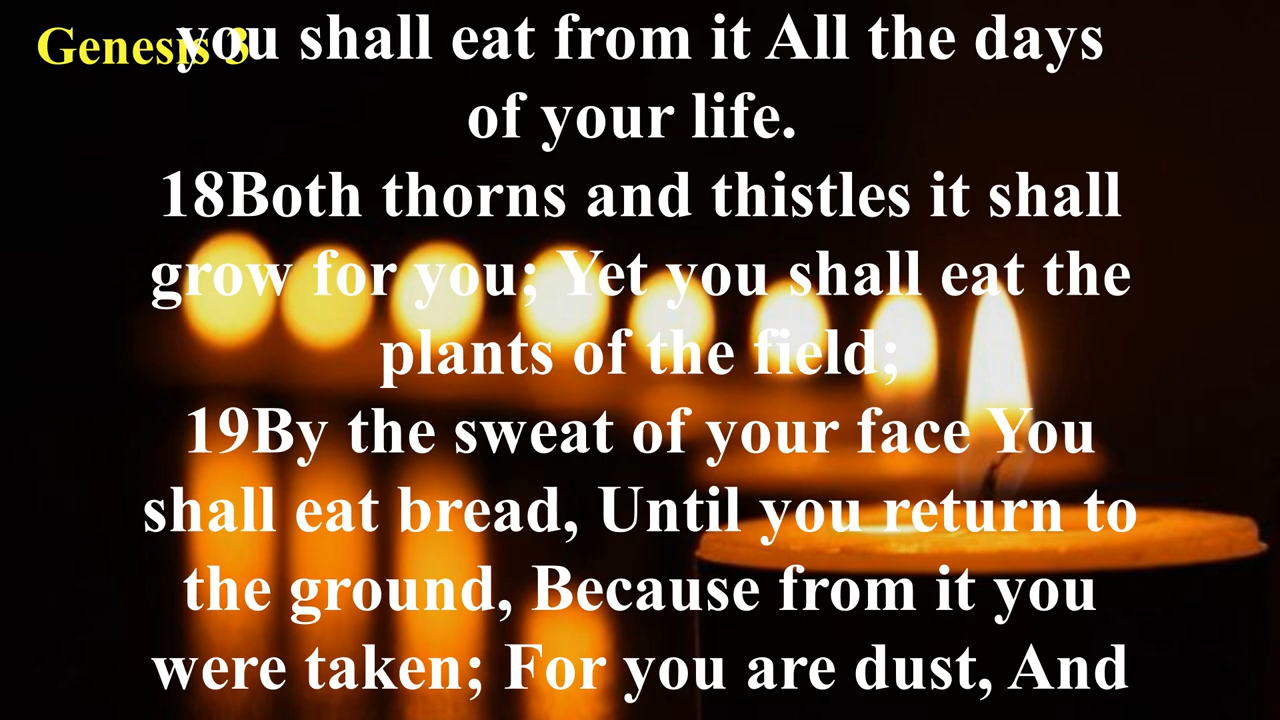 Genesis 3
you shall eat from it All the days
of your life.
18Both thorns and thistles it shall
grow for you; Yet you shall eat the
plants of the field;
19By the sweat of your face You
shall eat bread, Until you return to
the ground, Because from it you
were taken; For you are dust, And